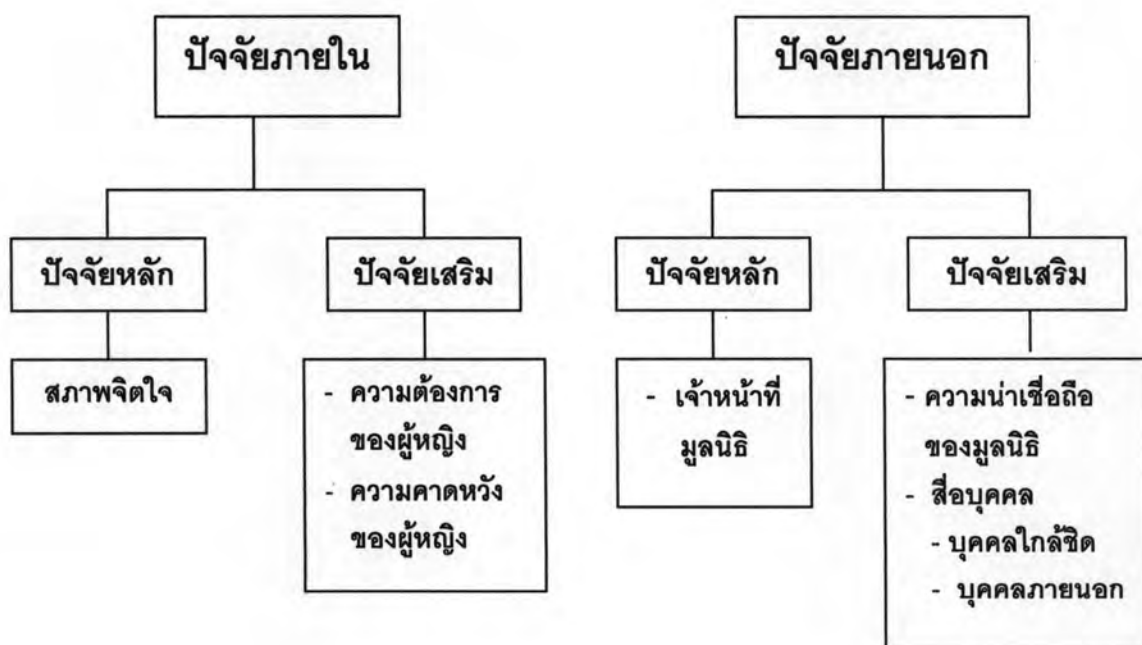 ปัจจัยภายใน
ปัจจัยหลัก
สภาพจิตใจ
ปัจจัยเสริม
- ความต้องการ
ของผู้หญิง
- ความคาดหวัง
ของผู้หญิง
ปัจจัยภายนอก
ปัจจัยหลัก
- เจ้าหน้าที่
มูลนิธิ
ปัจจัยเสริม
- ความน่าเชื่อถือ
ของมูลนิธิ
- สื่อบุคคล
- บุคคลใกล้ชิด
- บุคคลภายนอก